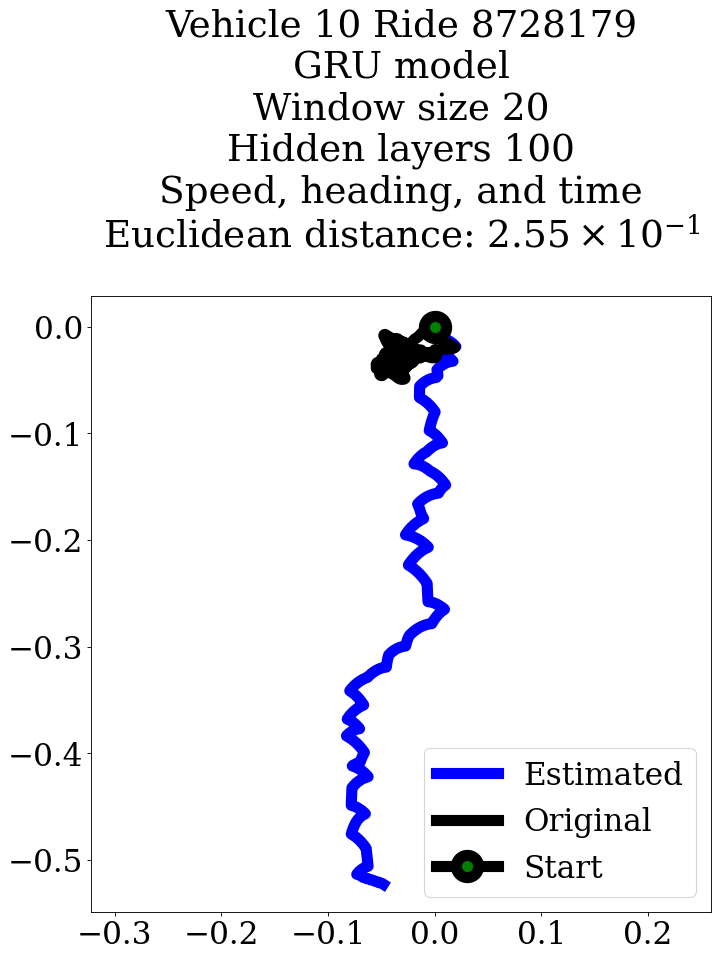 Vehicle 10 Ride 8728179
GRU model
Window size 20
Hidden layers 100
Speed, heading, and time
Euclidean distance: 2.55 × 10⁻¹
0.0
−0.1
−0.2
−0.3
−0.4
−0.5
Estimated
Original
Start
−0.3 −0.2 −0.1 0.0 0.1 0.2